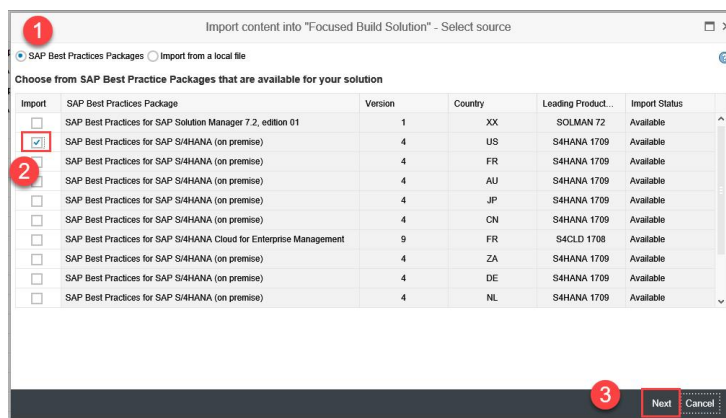 Import content into "Focused Build Solution" - Select source
1
SAP Best Practices Packages Import from a local file
Choose from SAP Best Practice Packages that are available for your solution
Import SAP Best Practices Package Version Country Leading Product... Import Status
SAP Best Practices for SAP Solution Manager 7.2, edition 01 1 XX SOLMAN 72 Available
SAP Best Practices for SAP S/4HANA (on premise) 4 US S4HANA 1709 Available
2
SAP Best Practices for SAP S/4HANA (on premise) 4 FR S4HANA 1709 Available
SAP Best Practices for SAP S/4HANA (on premise) 4 AU S4HANA 1709 Available
SAP Best Practices for SAP S/4HANA (on premise) 4 JP S4HANA 1709 Available
SAP Best Practices for SAP S/4HANA (on premise) 4 CN S4HANA 1709 Available
SAP Best Practices for SAP S/4HANA Cloud for Enterprise Management 9 FR S4CLD 1708 Available
SAP Best Practices for SAP S/4HANA (on premise) 4 ZA S4HANA 1709 Available
SAP Best Practices for SAP S/4HANA (on premise) 4 DE S4HANA 1709 Available
SAP Best Practices for SAP S/4HANA (on premise) 4 NL S4HANA 1709 Available
3
Next Cancel